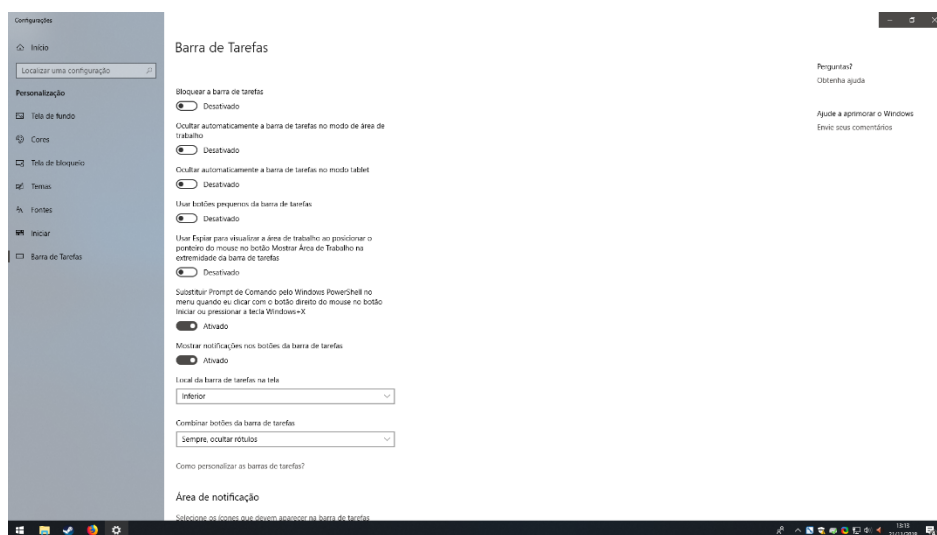 Configurações
Início
Localizar uma configuração
Personalização
Tela de fundo
Cores
Tela de bloqueio
Temas
Fontes
Iniciar
Barra de Tarefas
Barra de Tarefas
Bloquear a barra de tarefas
Desativado
Ocultar automaticamente a barra de tarefas no modo de área de
trabalho
Desativado
Ocultar automaticamente a barra de tarefas no modo tablet
Desativado
Usar botões pequenos da barra de tarefas
Desativado
Usar Espiar para visualizar a área de trabalho ao posicionar o
ponteiro do mouse no botão Mostrar Área de Trabalho na
extremidade da barra de tarefas
Desativado
Substituir Prompt de Comando pelo Windows PowerShell no
menu quando eu clicar com o botão direito do mouse no botão
Iniciar ou pressionar a tecla Windows+X
Ativado
Mostrar notificações nos botões da barra de tarefas
Ativado
Local da barra de tarefas na tela
Inferior
Combinar botões da barra de tarefas
Sempre, ocultar rótulos
Como personalizar as barras de tarefas?
Área de notificação
Selecione os ícones que devem aparecer na barra de tarefas
Perguntas?
Obtenha ajuda
Ajude a aprimorar o Windows
Envie seus comentários
13:13